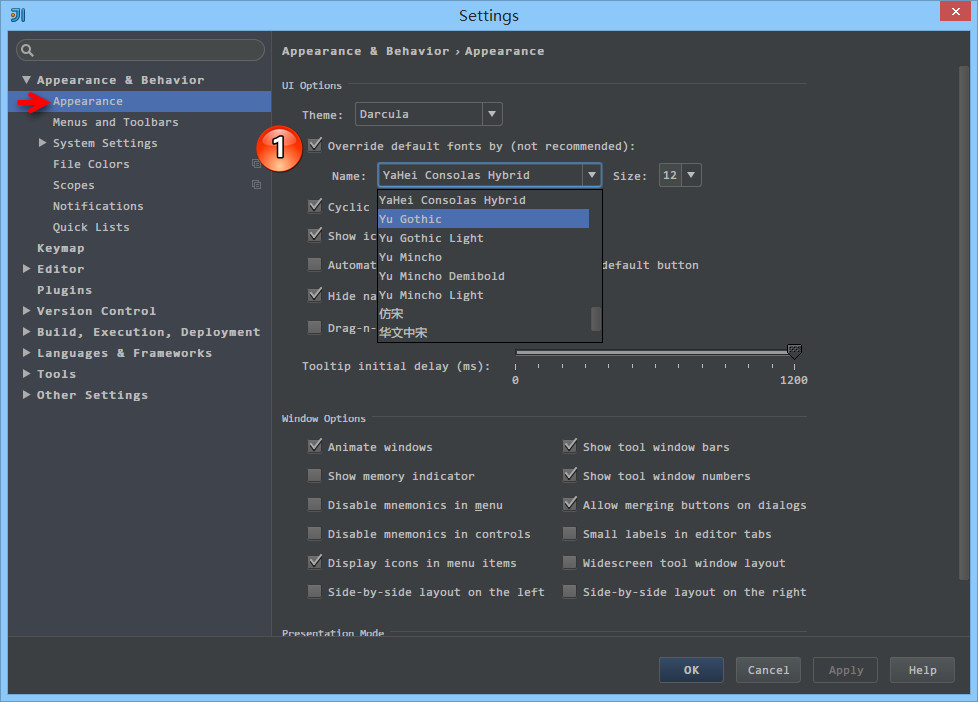 Settings
Appearance & Behavior
Appearance
Menus and Toolbars
System Settings
File Colors
Scopes
Notifications
Quick Lists
Keymap
Editor
Plugins
Version Control
Build, Execution, Deployment
Languages & Frameworks
Tools
Other Settings
Appearance & Behavior › Appearance
UI Options
Theme: Darcula
1
Override default fonts by (not recommended):
Name: YaHei Consolas Hybrid Size: 12
YaHei Consolas Hybrid
Cyclic
Yu Gothic
Show ic
Yu Gothic Light
Yu Mincho
Automat default button
Yu Mincho Demibold
Hide na
Yu Mincho Light
仿宋
Drag-n-
华文中宋
Tooltip initial delay (ms):
0 1200
Window Options
Animate windows Show tool window bars
Show memory indicator Show tool window numbers
Disable mnemonics in menu Allow merging buttons on dialogs
Disable mnemonics in controls Small labels in editor tabs
Display icons in menu items Widescreen tool window layout
Side-by-side layout on the left Side-by-side layout on the right
Presentation Mode
OK Cancel Apply Help